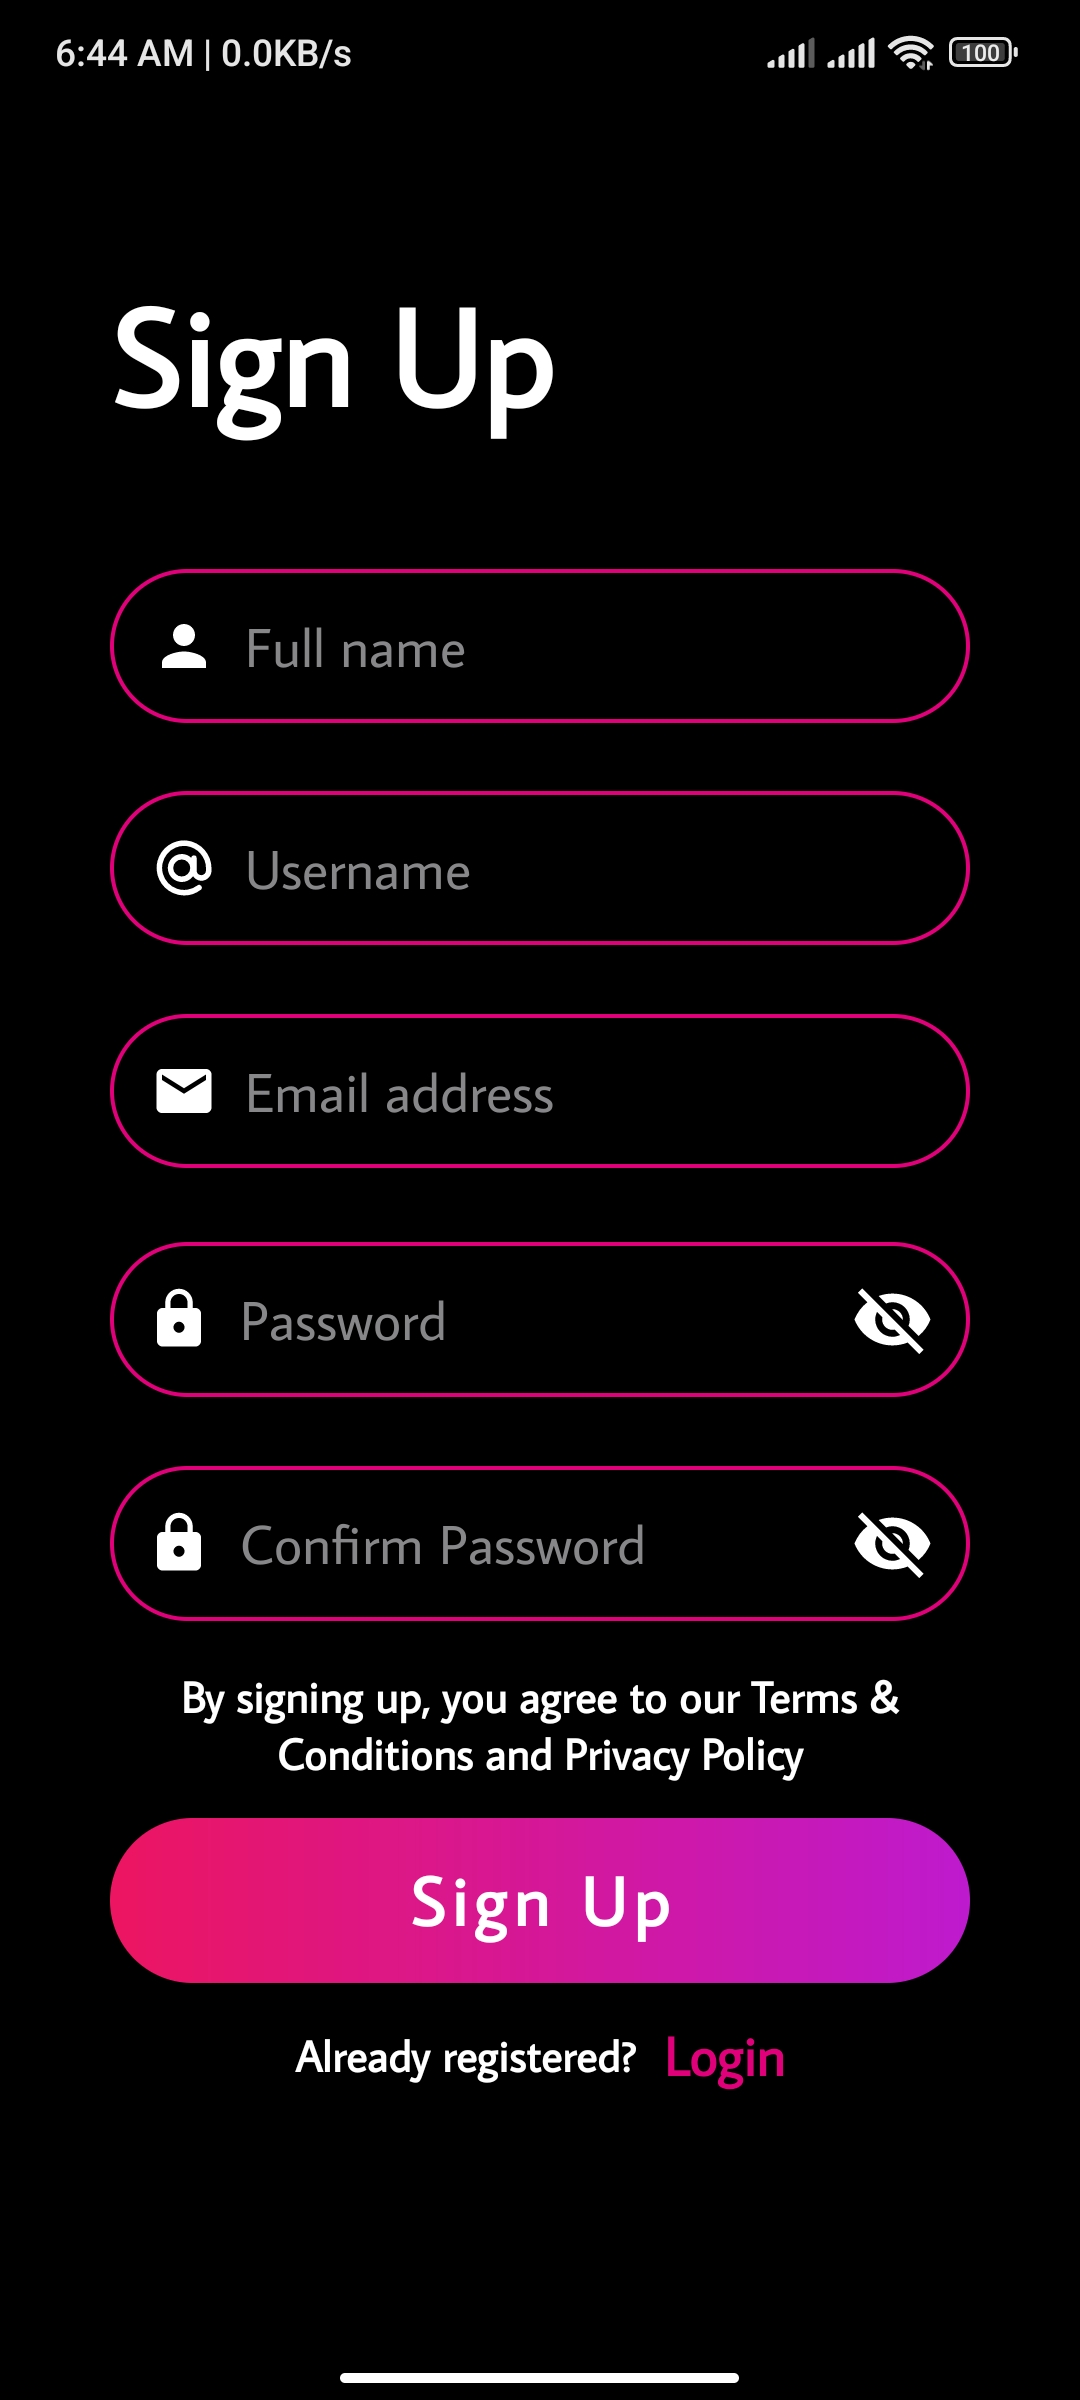 6:44 AM | 0.0KB/s 100
Sign Up
Full name
Username
Email address
Password
Confirm Password
By signing up, you agree to our Terms &
Conditions and Privacy Policy
Sign Up
Already registered? Login